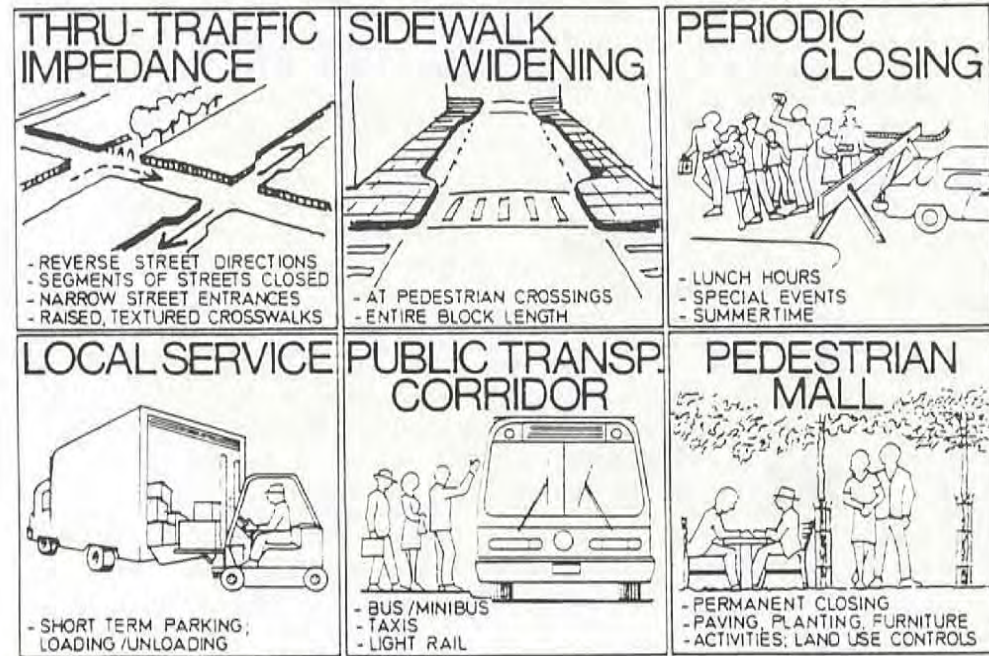 THRU-TRAFFIC
IMPEDANCE
- REVERSE STREET DIRECTIONS
- SEGMENTS OF STREETS CLOSED
- NARROW STREET ENTRANCES
- RAISED, TEXTURED CROSSWALKS
SIDEWALK
WIDENING
- AT PEDESTRIAN CROSSINGS
- ENTIRE BLOCK LENGTH
PERIODIC
CLOSING
- LUNCH HOURS
- SPECIAL EVENTS
- SUMMERTIME
LOCAL SERVICE
- SHORT TERM PARKING;
LOADING/UNLOADING
PUBLIC TRANSP.
CORRIDOR
- BUS/MINIBUS
- TAXIS
- LIGHT RAIL
PEDESTRIAN
MALL
- PERMANENT CLOSING
- PAVING, PLANTING, FURNITURE
- ACTIVITIES; LAND USE CONTROLS